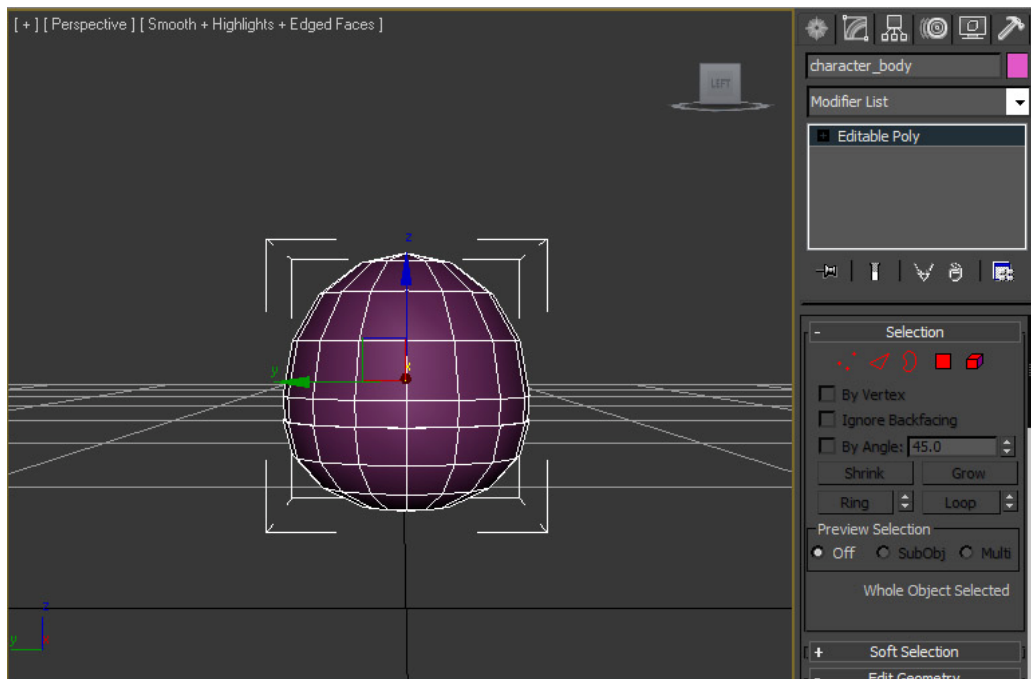 [ + ] [ Perspective ] [ Smooth + Highlights + Edged Faces ]
LEFT
z
y
x
z
y
character_body
Modifier List
Editable Poly
- Selection
By Vertex
Ignore Backfacing
By Angle: 45.0
Shrink Grow
Ring Loop
Preview Selection
Off SubObj Multi
Whole Object Selected
+ Soft Selection
- Edit Geometry